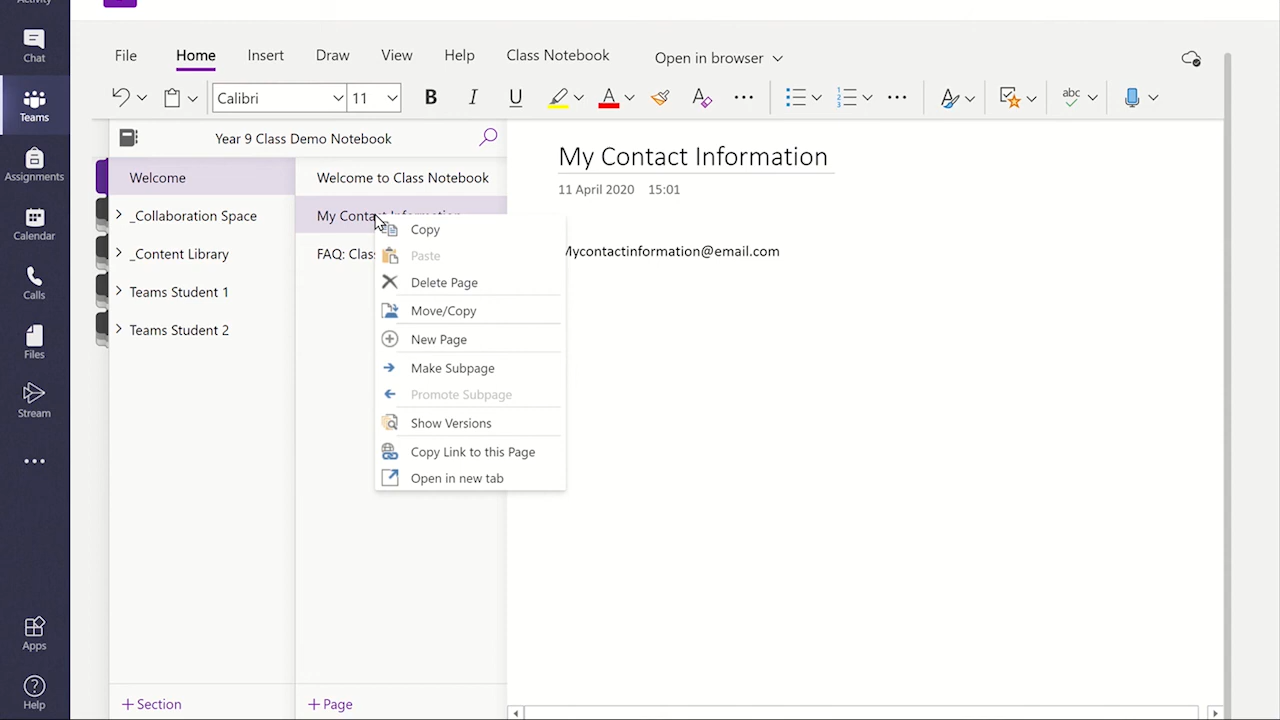 Activity
Chat
Teams
Assignments
Calendar
Calls
Files
Stream
Apps
Help
File Home Insert Draw View Help Class Notebook Open in browser
Calibri 11 B I U A A abc
Year 9 Class Demo Notebook
Welcome
_Collaboration Space
_Content Library
Teams Student 1
Teams Student 2
+ Section
Welcome to Class Notebook
My Contact Information
FAQ: Clas
+ Page
Copy
Paste
Delete Page
Move/Copy
New Page
Make Subpage
Promote Subpage
Show Versions
Copy Link to this Page
Open in new tab
My Contact Information
11 April 2020 15:01
Mycontactinformation@email.com